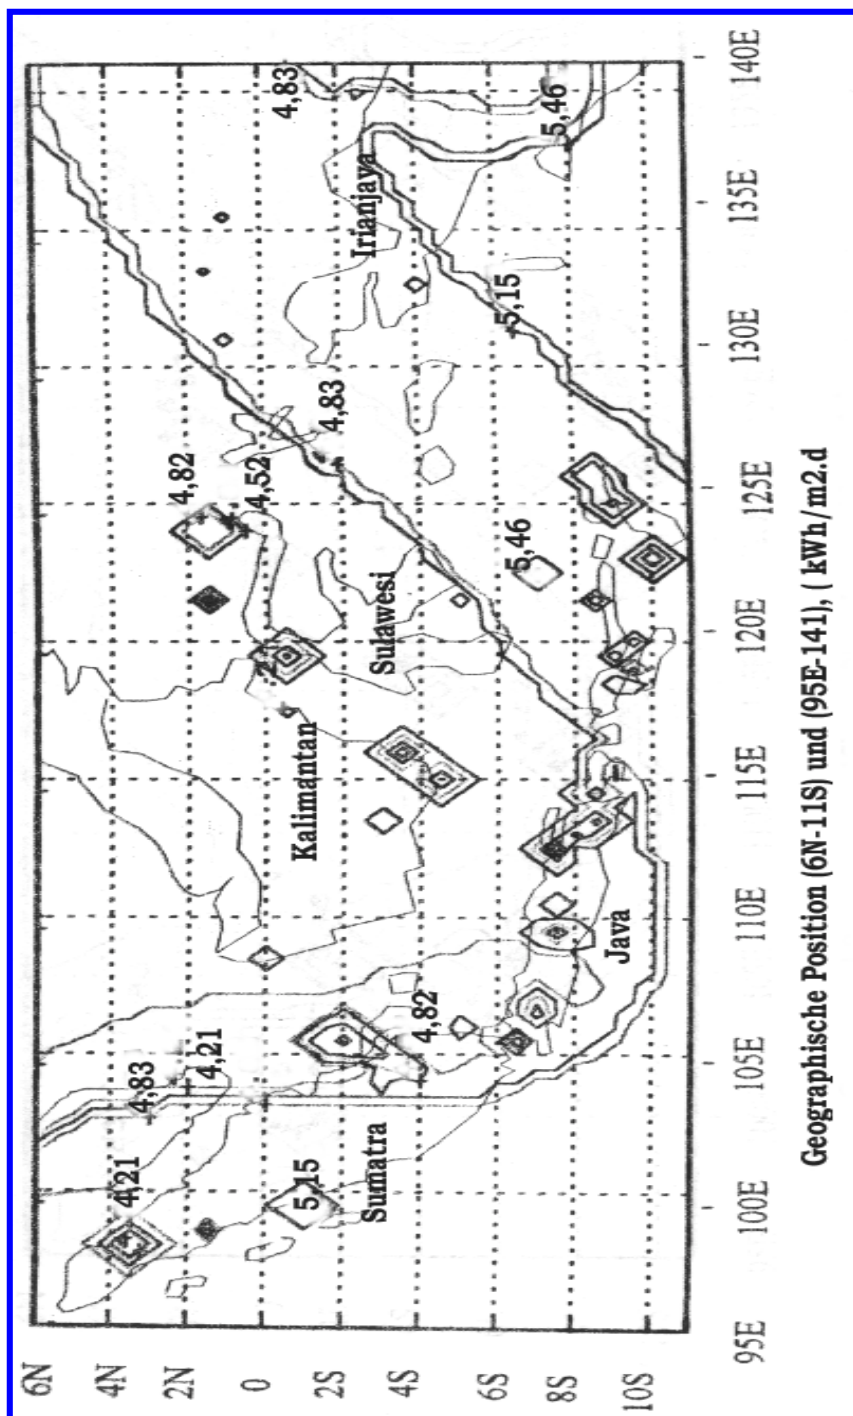 6N
4N
2N
0
2S
4S
6S
8S
10S
4,21
4,83
4,21
4,82
4,52
4,83
4,83
5,15
Sumatra
4,82
Kalimantan
Sulawesi
5,46
5,15
Irianjaya
5,46
Java
95E
100E
105E
110E
115E
120E
125E
130E
135E
140E
Geographische Position (6N-11S) und (95E-141), ( kWh/m2.d